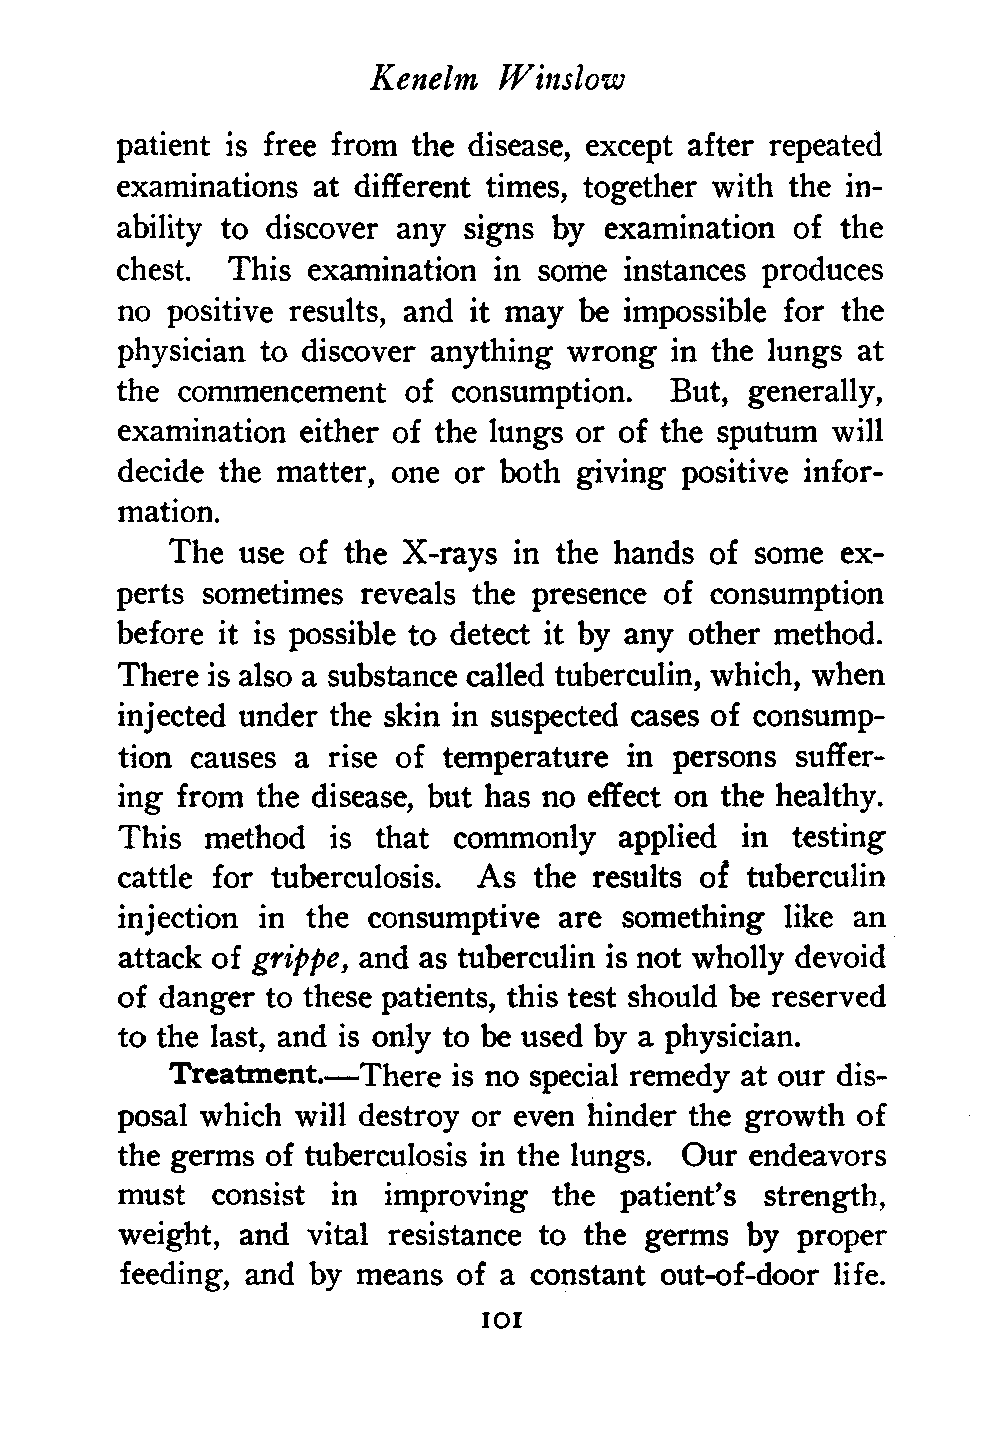 Kenelm Winslow
patient is free from the disease, except after repeated
examinations at different times, together with the in-
ability to discover any signs by examination of the
chest. This examination in some instances produces
no positive results, and it may be impossible for the
physician to discover anything wrong in the lungs at
the commencement of consumption. But, generally,
examination either of the lungs or of the sputum will
decide the matter, one or both giving positive infor-
mation.
The use of the X-rays in the hands of some ex-
perts sometimes reveals the presence of consumption
before it is possible to detect it by any other method.
There is also a substance called tuberculin, which, when
injected under the skin in suspected cases of consump-
tion causes a rise of temperature in persons suffer-
ing from the disease, but has no effect on the healthy.
This method is that commonly applied in testing
cattle for tuberculosis. As the results of tuberculin
injection in the consumptive are something like an
attack of grippe, and as tuberculin is not wholly devoid
of danger to these patients, this test should be reserved
to the last, and is only to be used by a physician.
Treatment.—There is no special remedy at our dis-
posal which will destroy or even hinder the growth of
the germs of tuberculosis in the lungs. Our endeavors
must consist in improving the patient's strength,
weight, and vital resistance to the germs by proper
feeding, and by means of a constant out-of-door life.
101